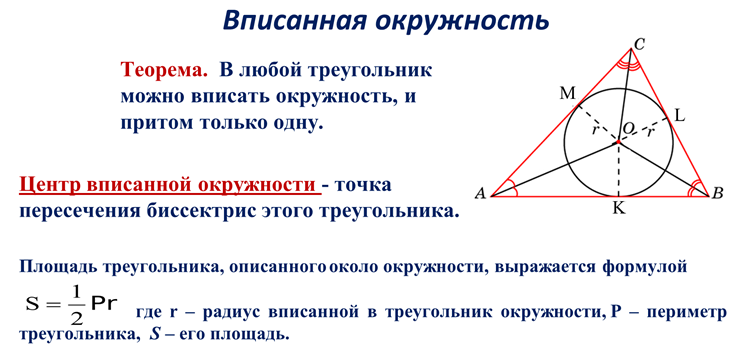 Вписанная окружность
Теорема. В любой треугольник
можно вписать окружность, и
притом только одну.
Центр вписанной окружности - точка
пересечения биссектрис этого треугольника.
C
M
L
O
r
r
A
B
K
Площадь треугольника, описанного около окружности, выражается формулой
S = 1/2 Pr где r – радиус вписанной в треугольник окружности, P – периметр
треугольника, S – его площадь.